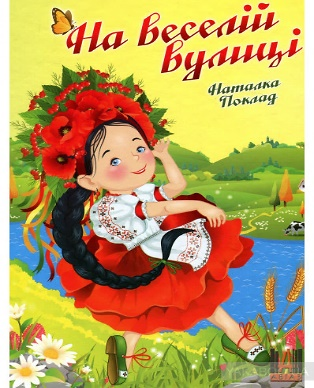 На веселій
вулиці
Наталка
Поклад